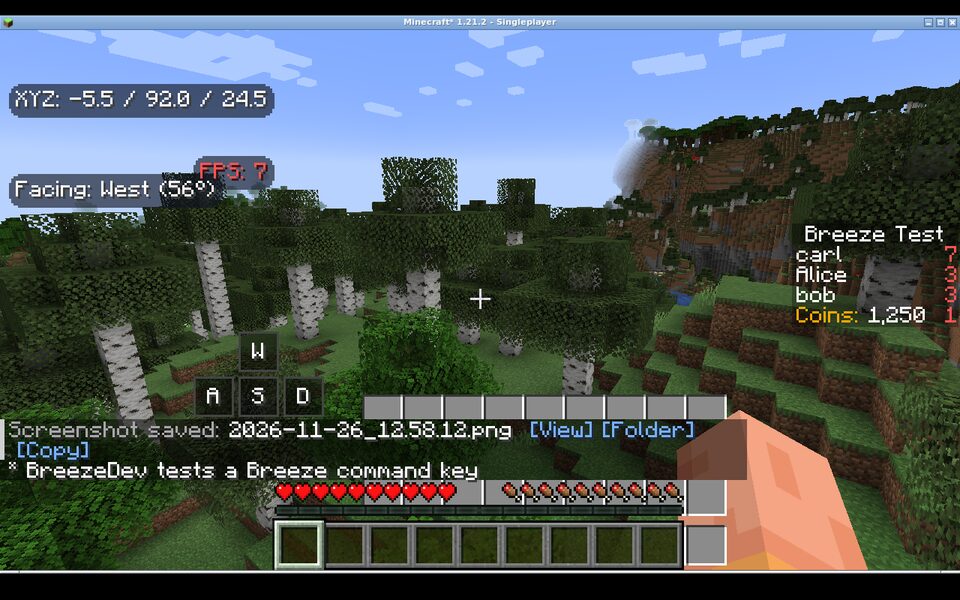 Minecraft* 1.21.2 - Singleplayer
XYZ: -5.5 / 92.0 / 24.5
FPS: 7
Facing: West (56°)
Breeze Test
carl 7
Alice 3
bob 3
Coins: 1,250 1
W
A S D
Screenshot saved: 2026-11-26_12.58.12.png [View] [Folder]
[Copy]
* BreezeDev tests a Breeze command key